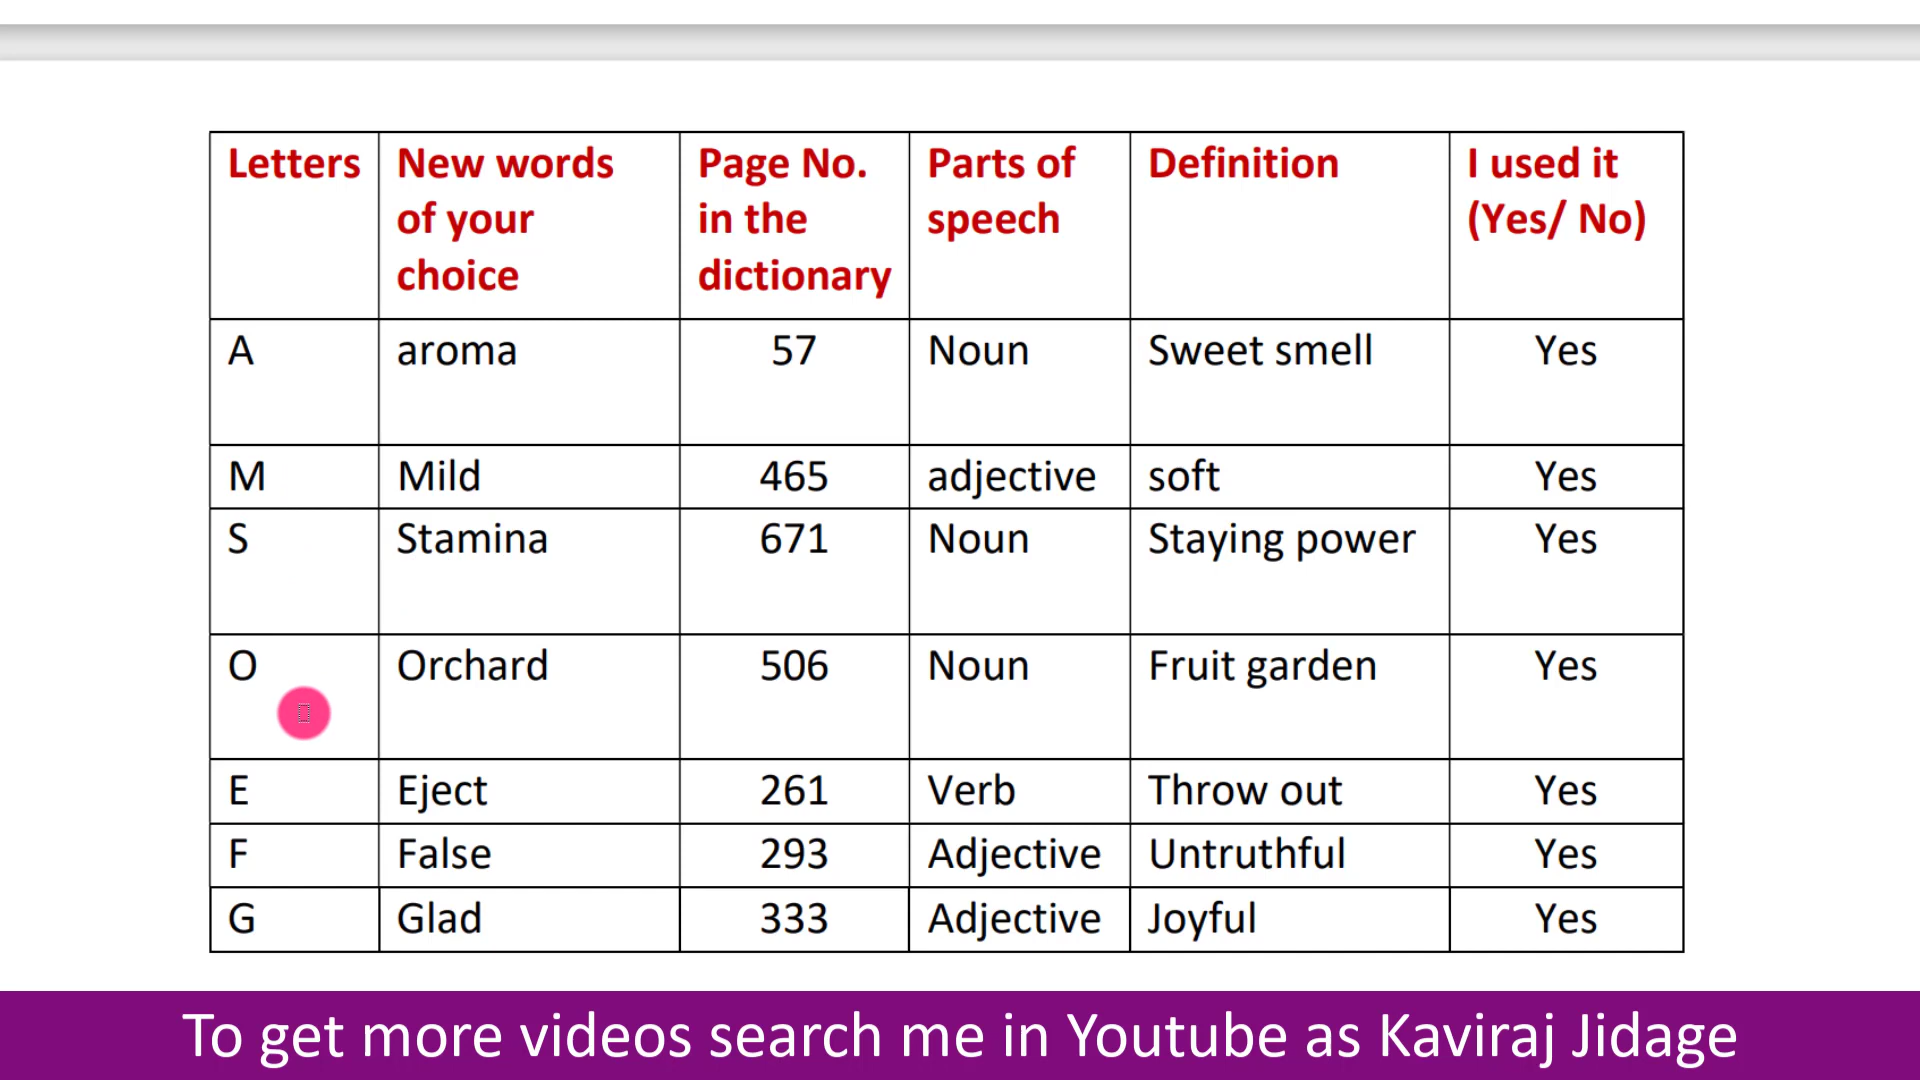 Letters New words of your choice Page No. in the dictionary Parts of speech Definition I used it (Yes/ No)
A aroma 57 Noun Sweet smell Yes
M Mild 465 adjective soft Yes
S Stamina 671 Noun Staying power Yes
O Orchard 506 Noun Fruit garden Yes
E Eject 261 Verb Throw out Yes
F False 293 Adjective Untruthful Yes
G Glad 333 Adjective Joyful Yes
To get more videos search me in Youtube as Kaviraj Jidage